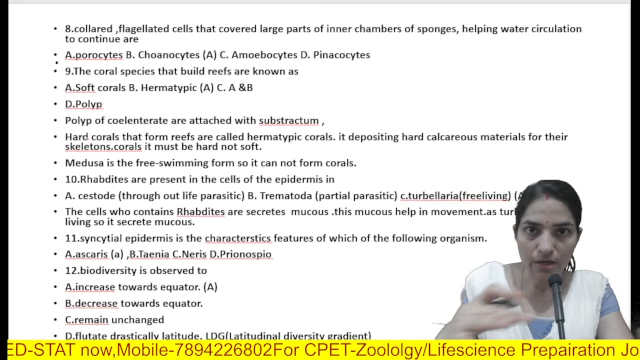 8.collared ,flagellated cells that covered large parts of inner chambers of sponges, helping water circulation
to continue are
A.porocytes B. Choanocytes (A) C. Amoebocytes D. Pinacocytes
9.The coral species that build reefs are known as
A.Soft corals B. Hermatypic (A) C. A &B
D.Polyp
Polyp of coelenterate are attached with substractum ,
Hard corals that form reefs are called hermatypic corals. it depositing hard calcareous materials for their
skeletons.corals it must be hard not soft.
Medusa is the free-swimming form so it can not form corals.
10.Rhabdites are present in the cells of the epidermis in
A. cestode (through out life parasitic) B. Trematoda (partial parasitic) c.turbellaria(freeliving)
The cells who contains Rhabdites are secretes mucous .this mucous help in movement.as
living so it secrete mucous.
11.syncytial epidermis is the characterstics features of which of the following organism.
A.ascaris (a) ,B.Taenia C.Neris D.Prionospio
12.biodiversity is observed to
A.increase towards equator. (A)
B.decrease towards equator.
C.remain unchanged
D.flutate drastically latitude. LDG(Latitudinal diversity gradient)
ED-STAT now,Mobile-7894226802For CPET-Zoololgy/Lifescience Prepairation Jo